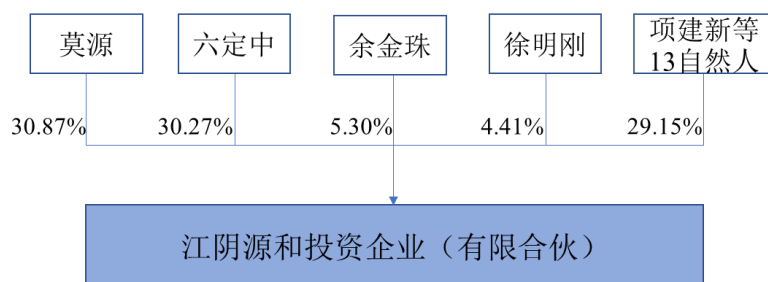 莫源
六定中
余金珠
徐明刚
项建新等
13自然人
30.87%
30.27%
5.30%
4.41%
29.15%
江阴源和投资企业（有限合伙）